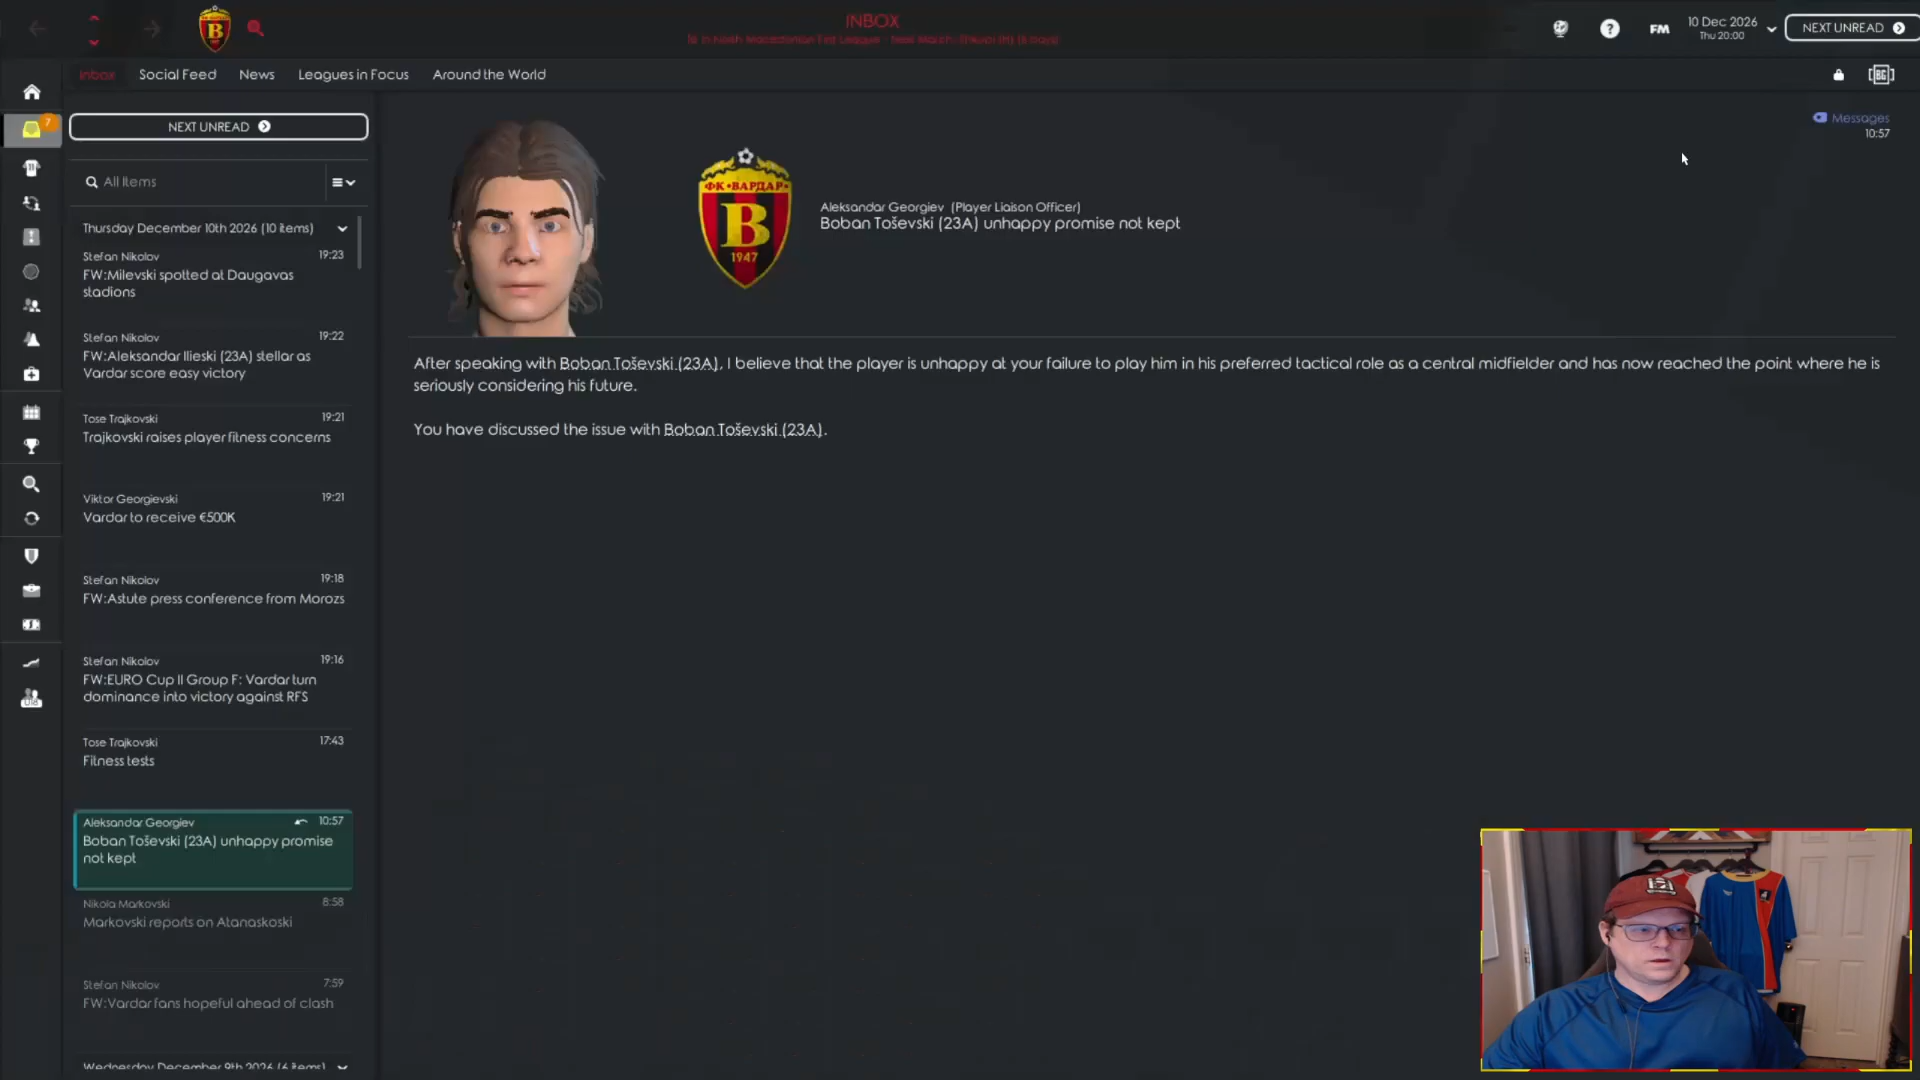 INBOX
10 Dec 2026
Thu 20:00
FM
NEXT UNREAD
Inbox
Social Feed
News
Leagues in Focus
Around the World
7
NEXT UNREAD
All Items
Messages
10:57
ФК•ВАРДАР
B
1947
Aleksandar Georgiev (Player Liaison Officer)
Boban Toševski (23A) unhappy promise not kept
After speaking with Boban Toševski (23A), I believe that the player is unhappy at your failure to play him in his preferred tactical role as a central midfielder and has now reached the point where he is
seriously considering his future.
You have discussed the issue with Boban Toševski (23A).
Thursday December 10th 2026 (10 items)
Stefan Nikolov 19:23
FW:Milevski spotted at Daugavas
stadions
Stefan Nikolov 19:22
FW:Aleksandar Ilieski (23A) stellar as
Vardar score easy victory
Tose Trajkovski 19:21
Trajkovski raises player fitness concerns
Viktor Georgievski 19:21
Vardar to receive €500K
Stefan Nikolov 19:18
FW:Astute press conference from Morozs
Stefan Nikolov 19:16
FW:EURO Cup II Group F: Vardar turn
dominance into victory against RFS
Tose Trajkovski 17:43
Fitness tests
Aleksandar Georgiev 10:57
Boban Toševski (23A) unhappy promise
not kept
Nikola Markovski 8:58
Markovski reports on Atanaskoski
Stefan Nikolov 7:59
FW:Vardar fans hopeful ahead of clash
Wednesday December 9th 2026 (6 items)